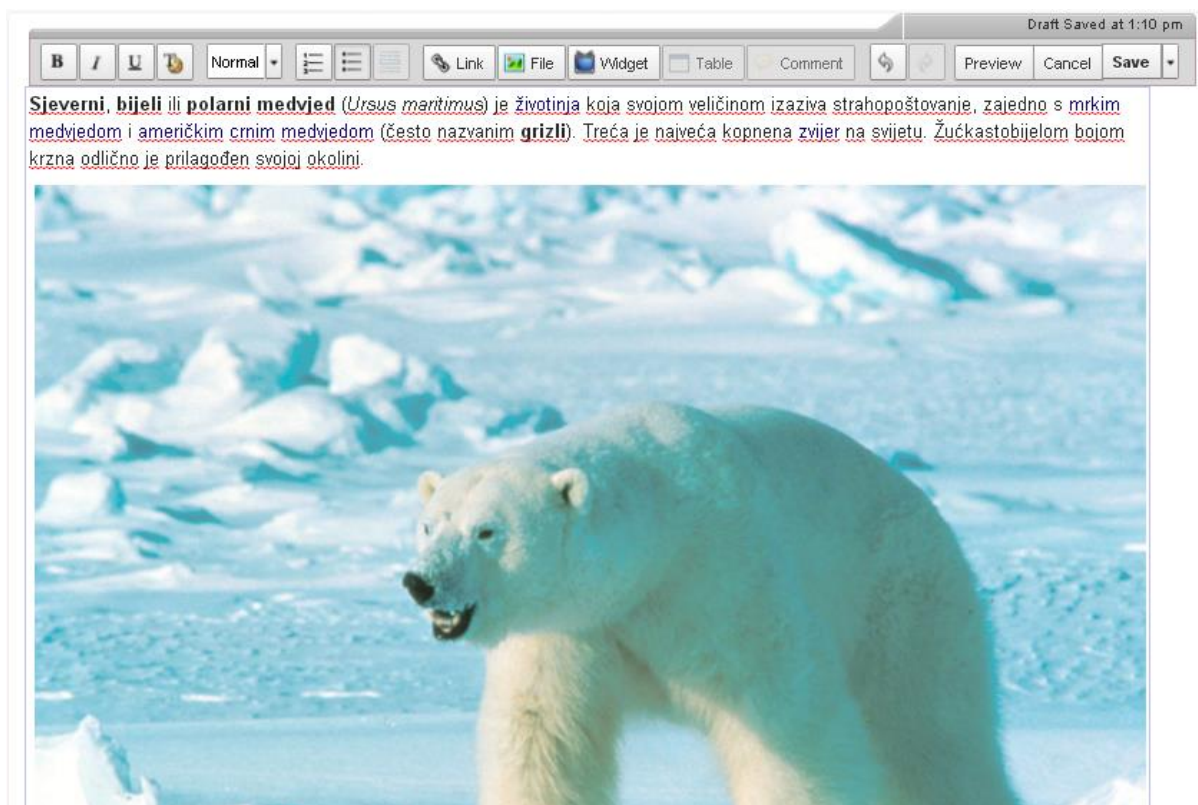 Draft Saved at 1:10 pm
B I U Normal Link File Widget Table Comment Preview Cancel Save
Sjeverni, bijeli ili polarni medvjed (Ursus maritimus) je životinja koja svojom veličinom izaziva strahopoštovanje, zajedno s mrkim
medvjedom i američkim crnim medvjedom (često nazvanim grizli). Treća je najveća kopnena zvijer na svijetu. Žućkastobijelom bojom
krzna odlično je prilagođen svojoj okolini.